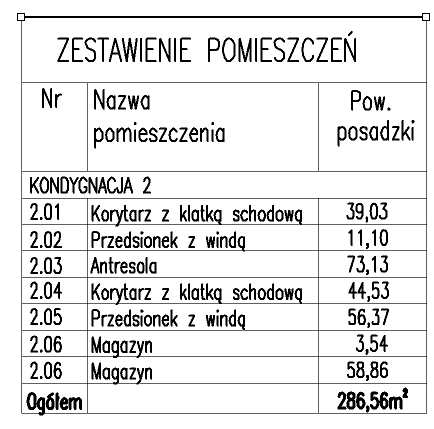 ZESTAWIENIE POMIESZCZEŃ
Nr Nazwa pomieszczenia Pow. posadzki
KONDYGNACJA 2
2.01 Korytarz z klatką schodową 39,03
2.02 Przedsionek z windą 11,10
2.03 Antresola 73,13
2.04 Korytarz z klatką schodową 44,53
2.05 Przedsionek z windą 56,37
2.06 Magazyn 3,54
2.06 Magazyn 58,86
Ogółem 286,56m²